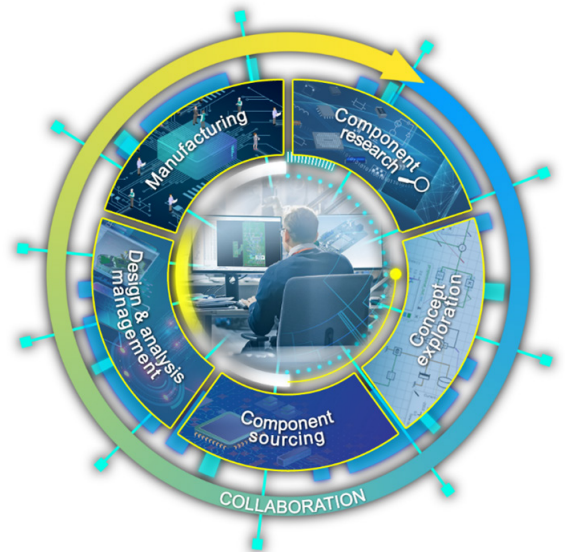 Component
research
Concept
exploration
Component
sourcing
Design & analysis
management
Manufacturing
COLLABORATION